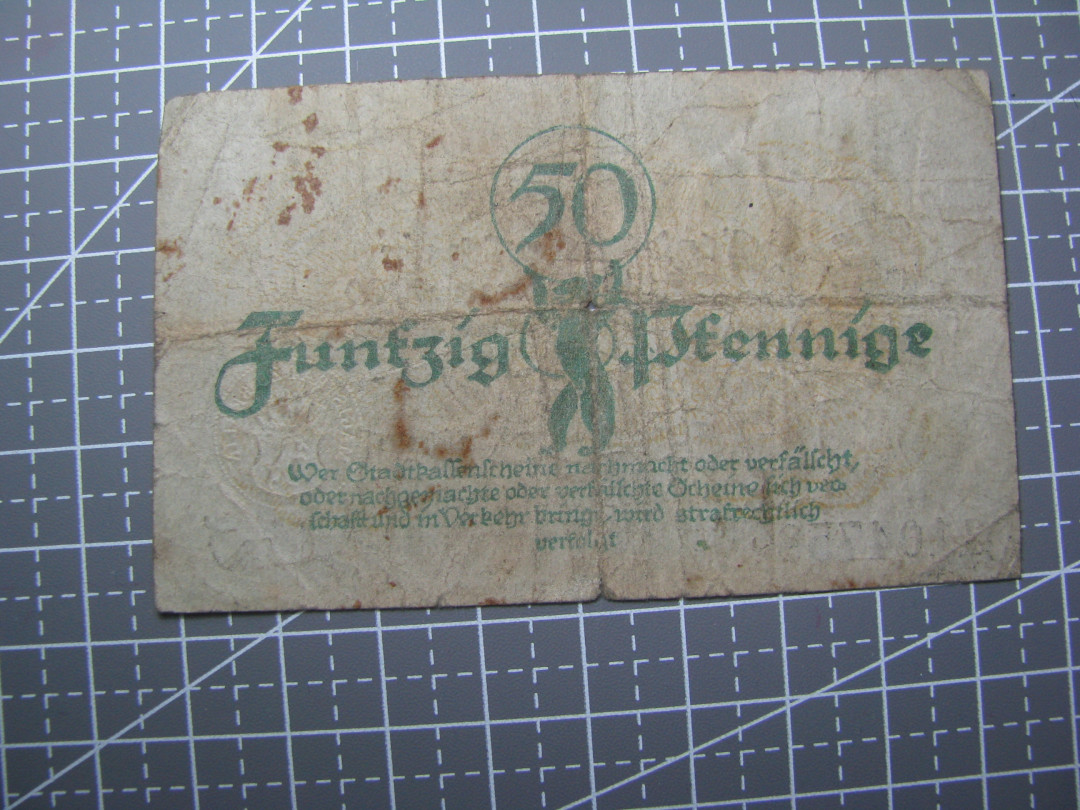 50
Funfzig Pfennige
Wer Stadtkassenscheine nachmacht oder verfälscht,
oder nachgemachte oder verfälschte Scheine sich ver=
schafft und in Verkehr bringt, wird strafrechtlich
verfolgt